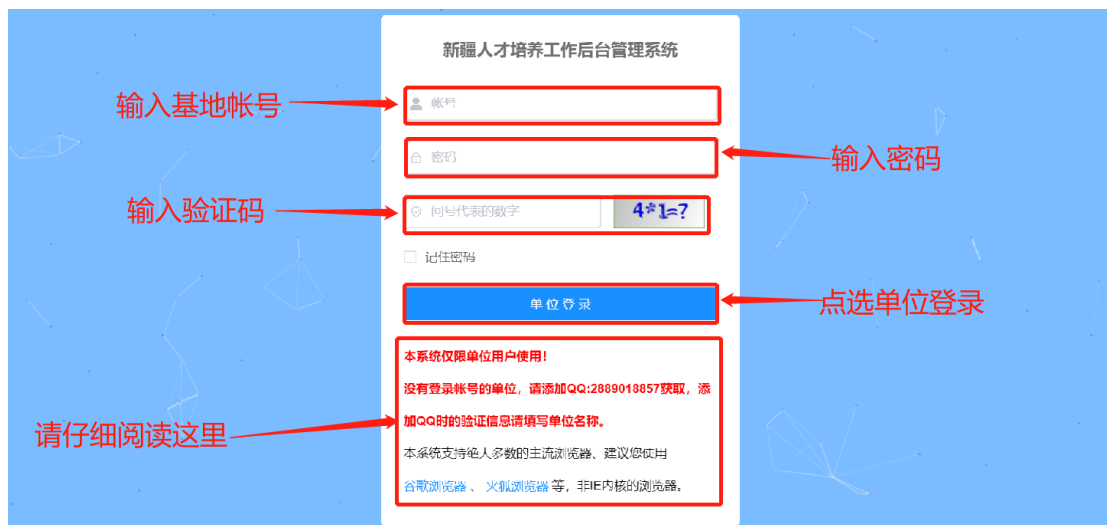 新疆人才培养工作后台管理系统
输入基地帐号
帐号
密码
输入密码
输入验证码
问号代表的数字
4*1=?
记住密码
单位登录
点选单位登录
本系统仅限单位用户使用!
没有登录帐号的单位，请添加QQ:2889018857获取，添
加QQ时的验证信息请填写单位名称。
请仔细阅读这里
本系统支持绝大多数的主流浏览器、建议您使用
谷歌浏览器 、 火狐浏览器 等，非IE内核的浏览器。